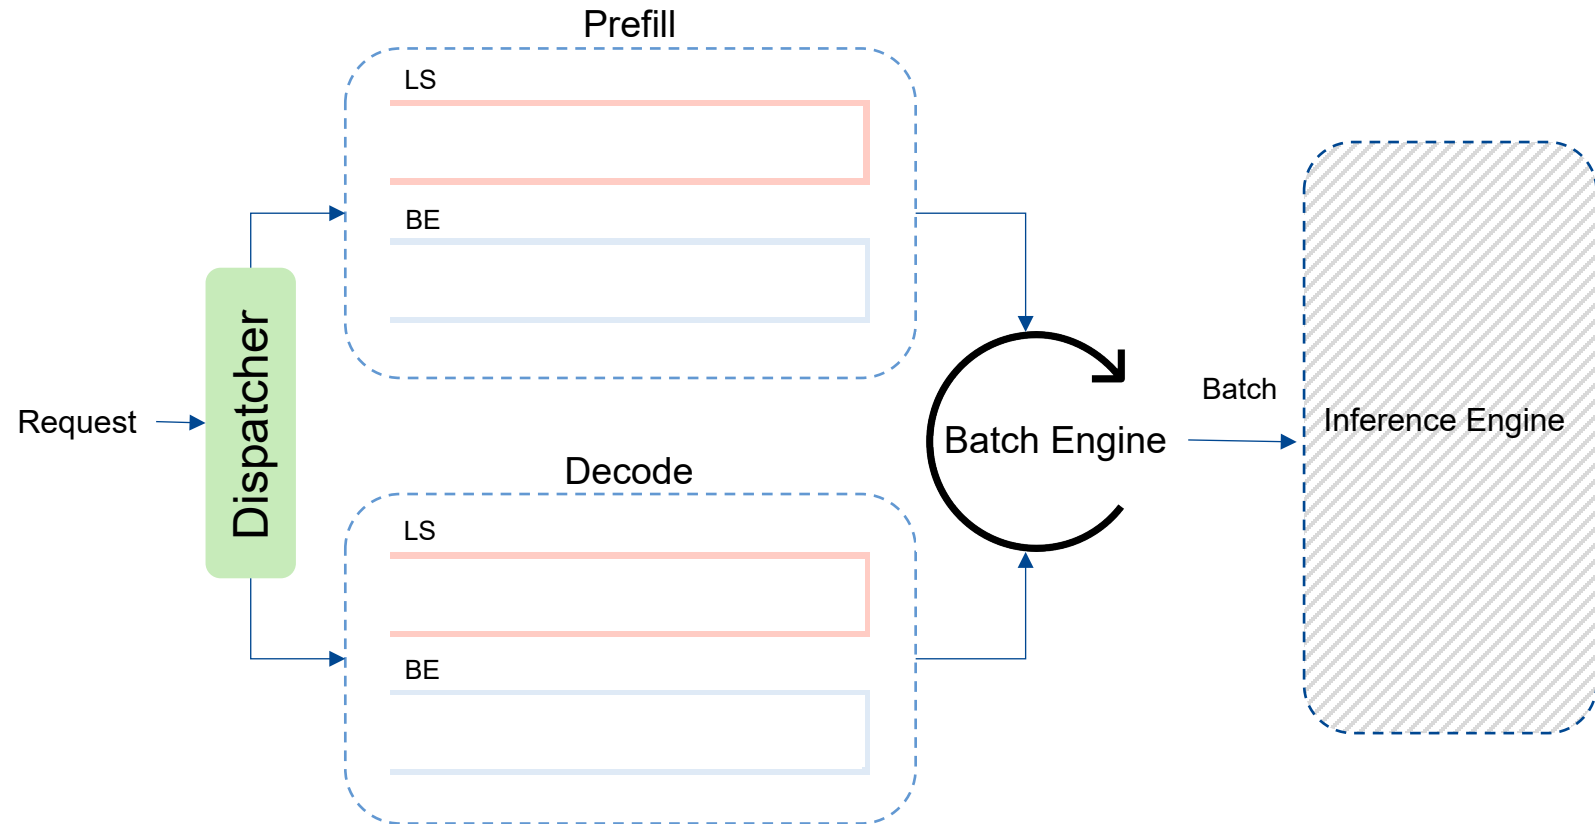 Prefill
LS
BE
Dispatcher
Request
Decode
LS
BE
Batch Engine
Batch
Inference Engine